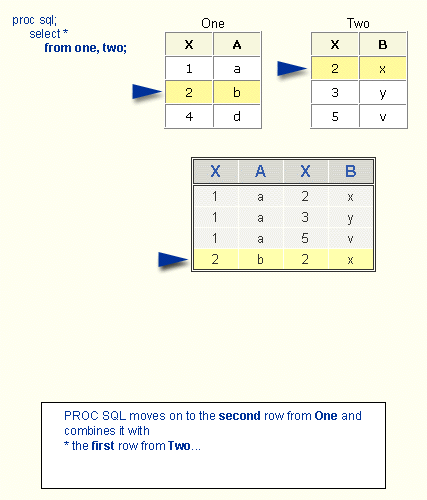 proc sql;
select *
from one, two;
One
X A
1 a
2 b
4 d
Two
X B
2 x
3 y
5 v
X A X B
1 a 2 x
1 a 3 y
1 a 5 v
2 b 2 x
PROC SQL moves on to the second row from One and
combines it with
* the first row from Two...